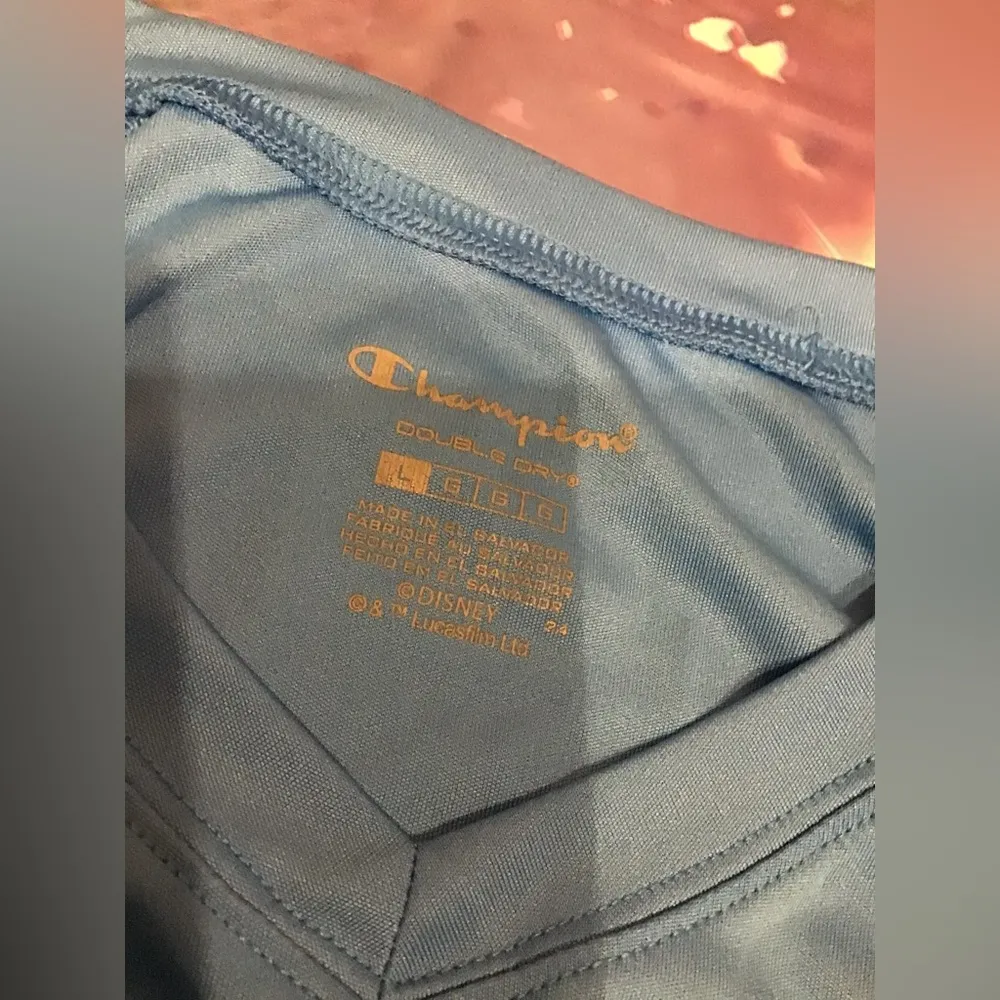 Champion®
DOUBLE DRY®
L G G G
MADE IN EL SALVADOR
FABRIQUE AU SALVADOR
HECHO EN EL SALVADOR
FEITO EN EL SALVADOR
© DISNEY 24
© & ™ Lucasfilm Ltd